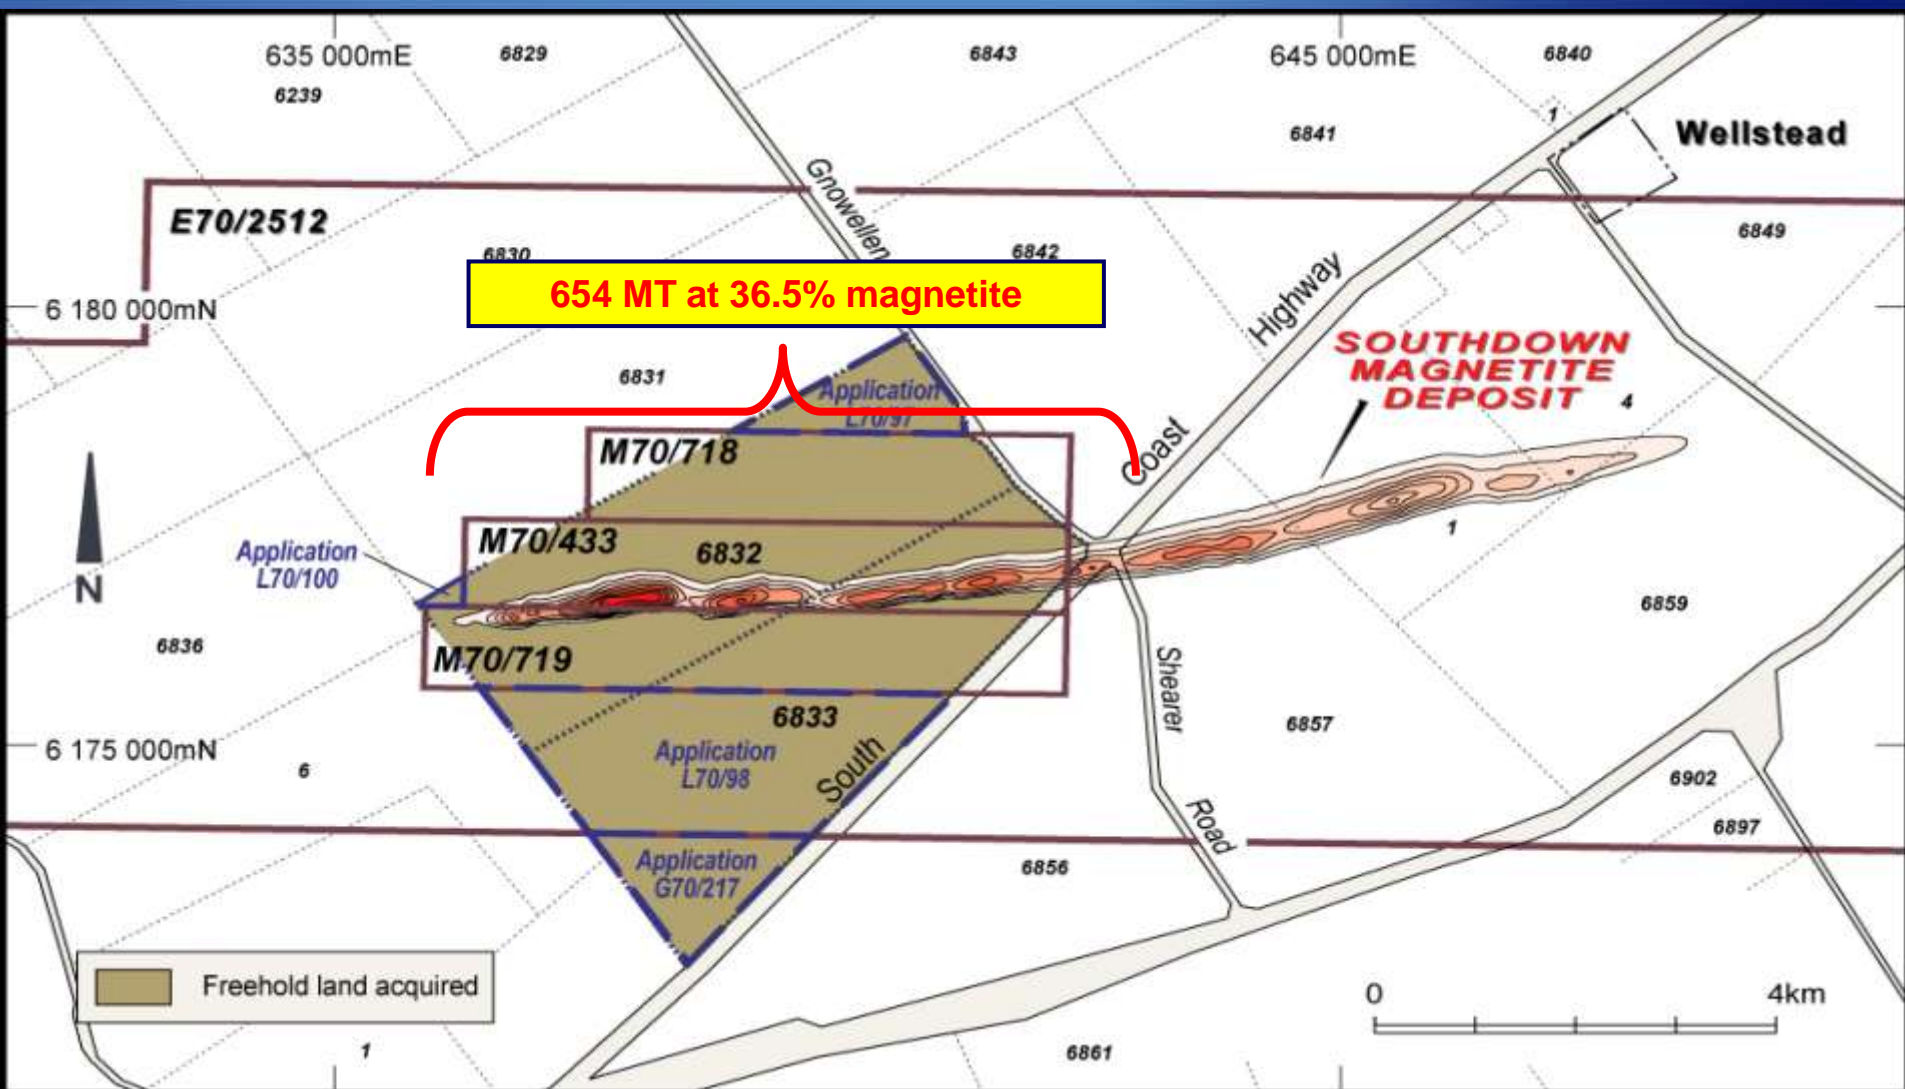 635 000mE
6829
6843
645 000mE
6840
6239
1
6841
Wellstead
Gnowellen
E70/2512
6830
6842
6849
6 180 000mN
654 MT at 36.5% magnetite
Highway
SOUTHDOWN
MAGNETITE
DEPOSIT
6831
Application
L70/97
4
M70/718
Coast
M70/433
6832
1
Application
L70/100
N
6859
6836
M70/719
Shearer
6833
6857
6 175 000mN
Application
L70/98
South
6
6902
Road
6897
Application
G70/217
6856
Freehold land acquired
0
4km
1
6861